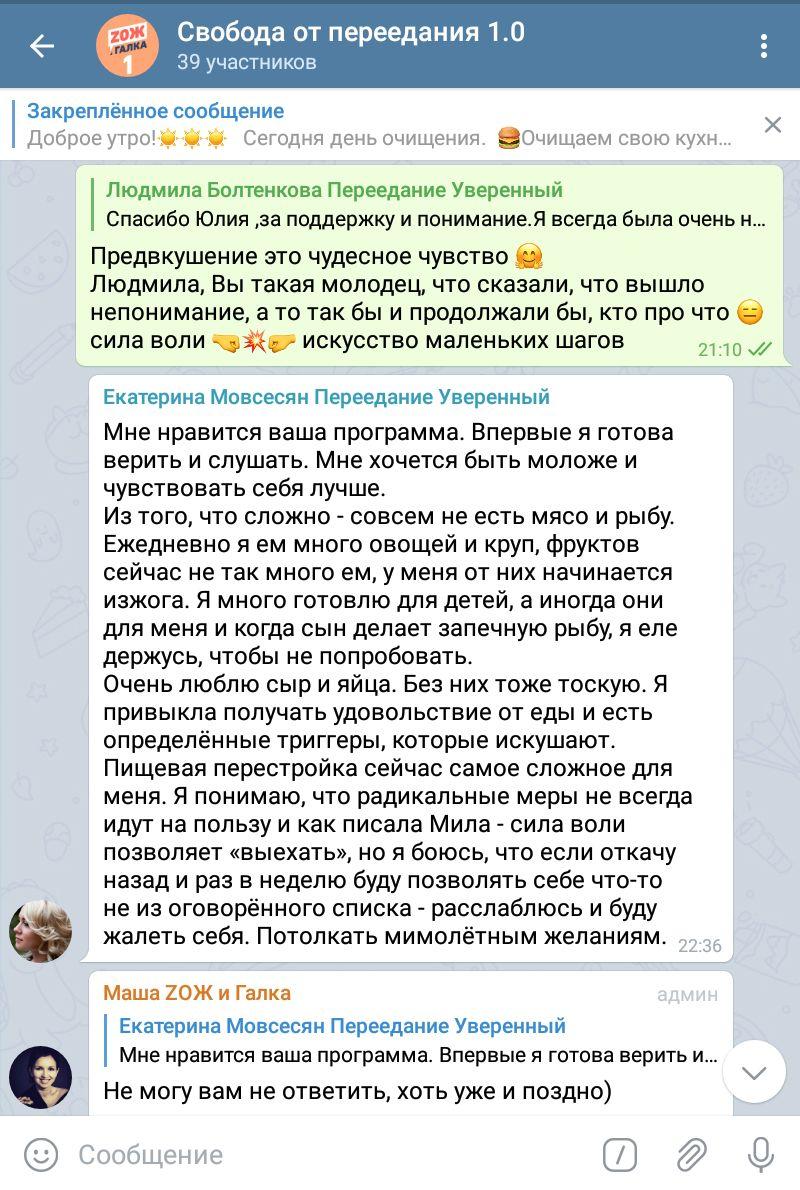 ZOЖ
ГАЛКА
1
Свобода от переедания 1.0
39 участников
Закреплённое сообщение
Доброе утро!☀️☀️☀️ Сегодня день очищения. 🍔Очищаем свою кухн...
Людмила Болтенкова Переедание Уверенный
Спасибо Юлия ,за поддержку и понимание.Я всегда была очень н...
Предвкушение это чудесное чувство 🤗
Людмила, Вы такая молодец, что сказали, что вышло
непонимание, а то так бы и продолжали бы, кто про что 😑
сила воли 🤜💥🤛 искусство маленьких шагов
21:10
Екатерина Мовсесян Переедание Уверенный
Мне нравится ваша программа. Впервые я готова
верить и слушать. Мне хочется быть моложе и
чувствовать себя лучше.
Из того, что сложно - совсем не есть мясо и рыбу.
Ежедневно я ем много овощей и круп, фруктов
сейчас не так много ем, у меня от них начинается
изжога. Я много готовлю для детей, а иногда они
для меня и когда сын делает запечную рыбу, я еле
держусь, чтобы не попробовать.
Очень люблю сыр и яйца. Без них тоже тоскую. Я
привыкла получать удовольствие от еды и есть
определённые триггеры, которые искушают.
Пищевая перестройка сейчас самое сложное для
меня. Я понимаю, что радикальные меры не всегда
идут на пользу и как писала Мила - сила воли
позволяет «выехать», но я боюсь, что если откачу
назад и раз в неделю буду позволять себе что-то
не из оговорённого списка - расслаблюсь и буду
жалеть себя. Потолкать мимолётным желаниям.
22:36
Маша ZOЖ и Галка
админ
Екатерина Мовсесян Переедание Уверенный
Мне нравится ваша программа. Впервые я готова верить и...
Не могу вам не ответить, хоть уже и поздно)
Сообщение